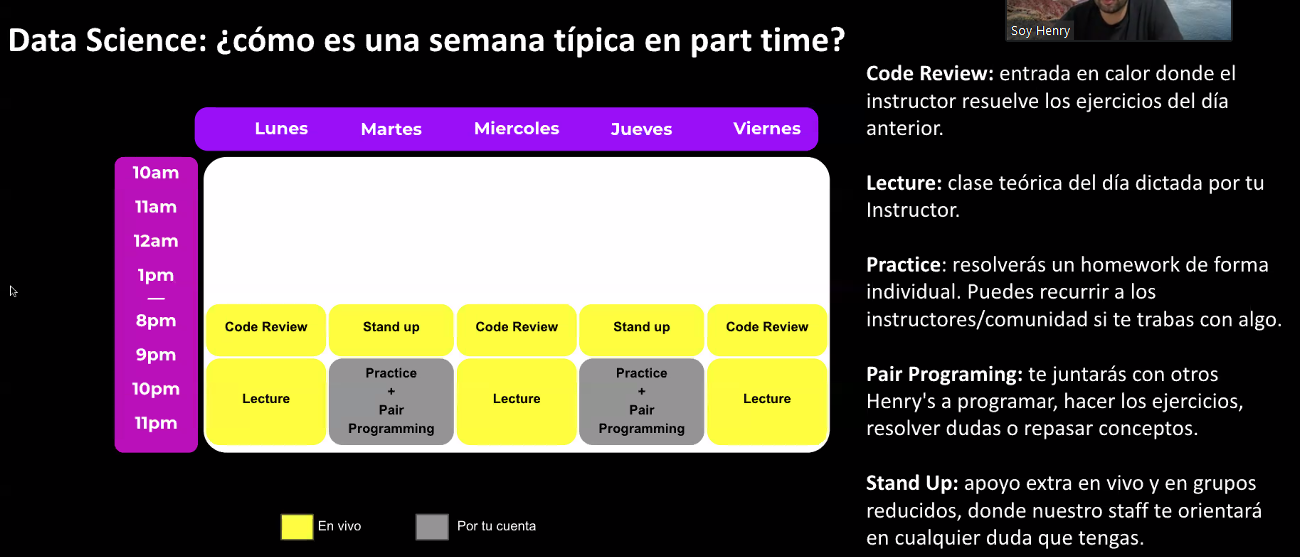 Data Science: ¿cómo es una semana típica en part time?
Soy Henry
Lunes Martes Miercoles Jueves Viernes
10am
11am
12am
1pm
—
8pm
9pm
10pm
11pm
Code Review Stand up Code Review Stand up Code Review
Lecture Practice + Pair Programming Lecture Practice + Pair Programming Lecture
En vivo Por tu cuenta
Code Review: entrada en calor donde el
instructor resuelve los ejercicios del día
anterior.
Lecture: clase teórica del día dictada por tu
Instructor.
Practice: resolverás un homework de forma
individual. Puedes recurrir a los
instructores/comunidad si te trabas con algo.
Pair Programing: te juntarás con otros
Henry's a programar, hacer los ejercicios,
resolver dudas o repasar conceptos.
Stand Up: apoyo extra en vivo y en grupos
reducidos, donde nuestro staff te orientará
en cualquier duda que tengas.